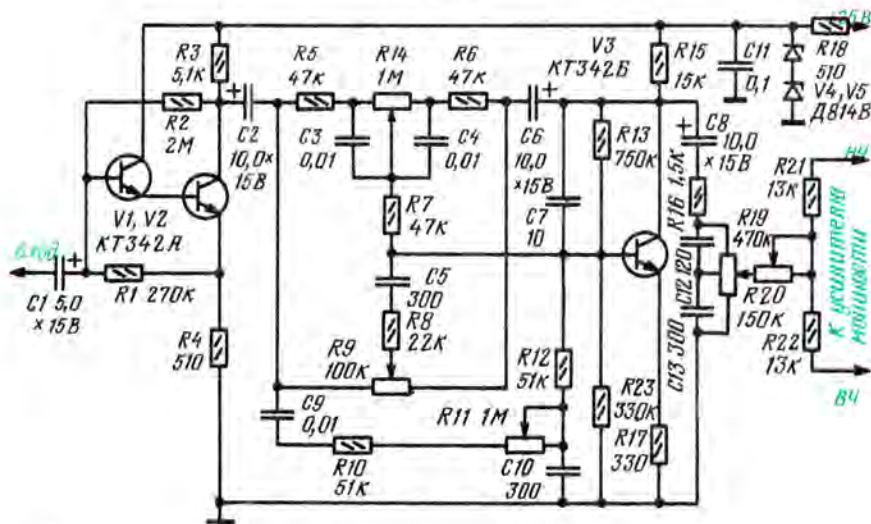 +25 В
R3
5,1к
R5
47к
R14
1М
R6
47к
V3
КТ342Б
R15
15к
C11
0,1
R18
510
V4, V5
Д814В
R2
2М
C2
10,0×
15В
C3
0,01
C4
0,01
C6
10,0
×15В
R13
750к
C8
10,0
×15В
R21
13к
НЧ
V1, V2
КТ342А
R7
47к
C7
10
R16 1,5к
R19
470к
Вход
C1 5,0
×15В
R1 270к
C5
300
C12 120
R20
150к
К усилителю
мощности
R4
510
R8
22к
R9
100к
R12
51к
C13 300
R22
13к
ВЧ
C9
0,01
R11 1М
R23
330к
R10
51к
C10
300
R17
330